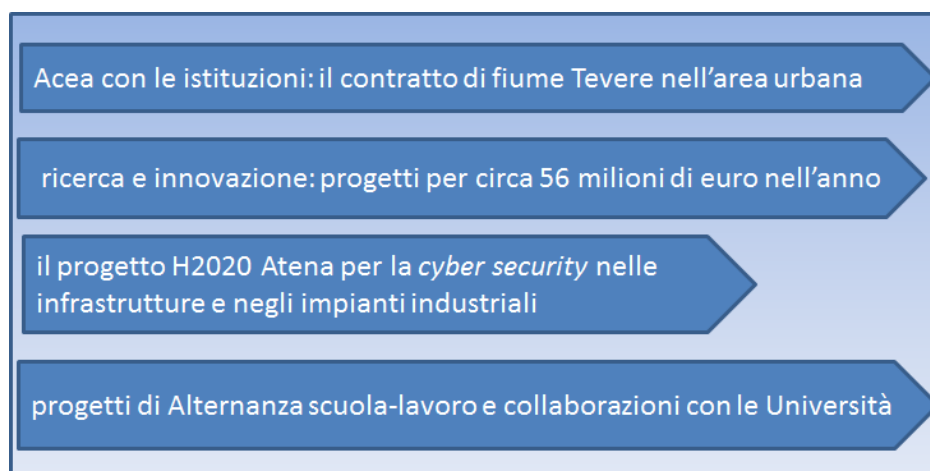 Acea con le istituzioni: il contratto di fiume Tevere nell’area urbana
ricerca e innovazione: progetti per circa 56 milioni di euro nell’anno
il progetto H2020 Atena per la cyber security nelle
infrastrutture e negli impianti industriali
progetti di Alternanza scuola-lavoro e collaborazioni con le Università